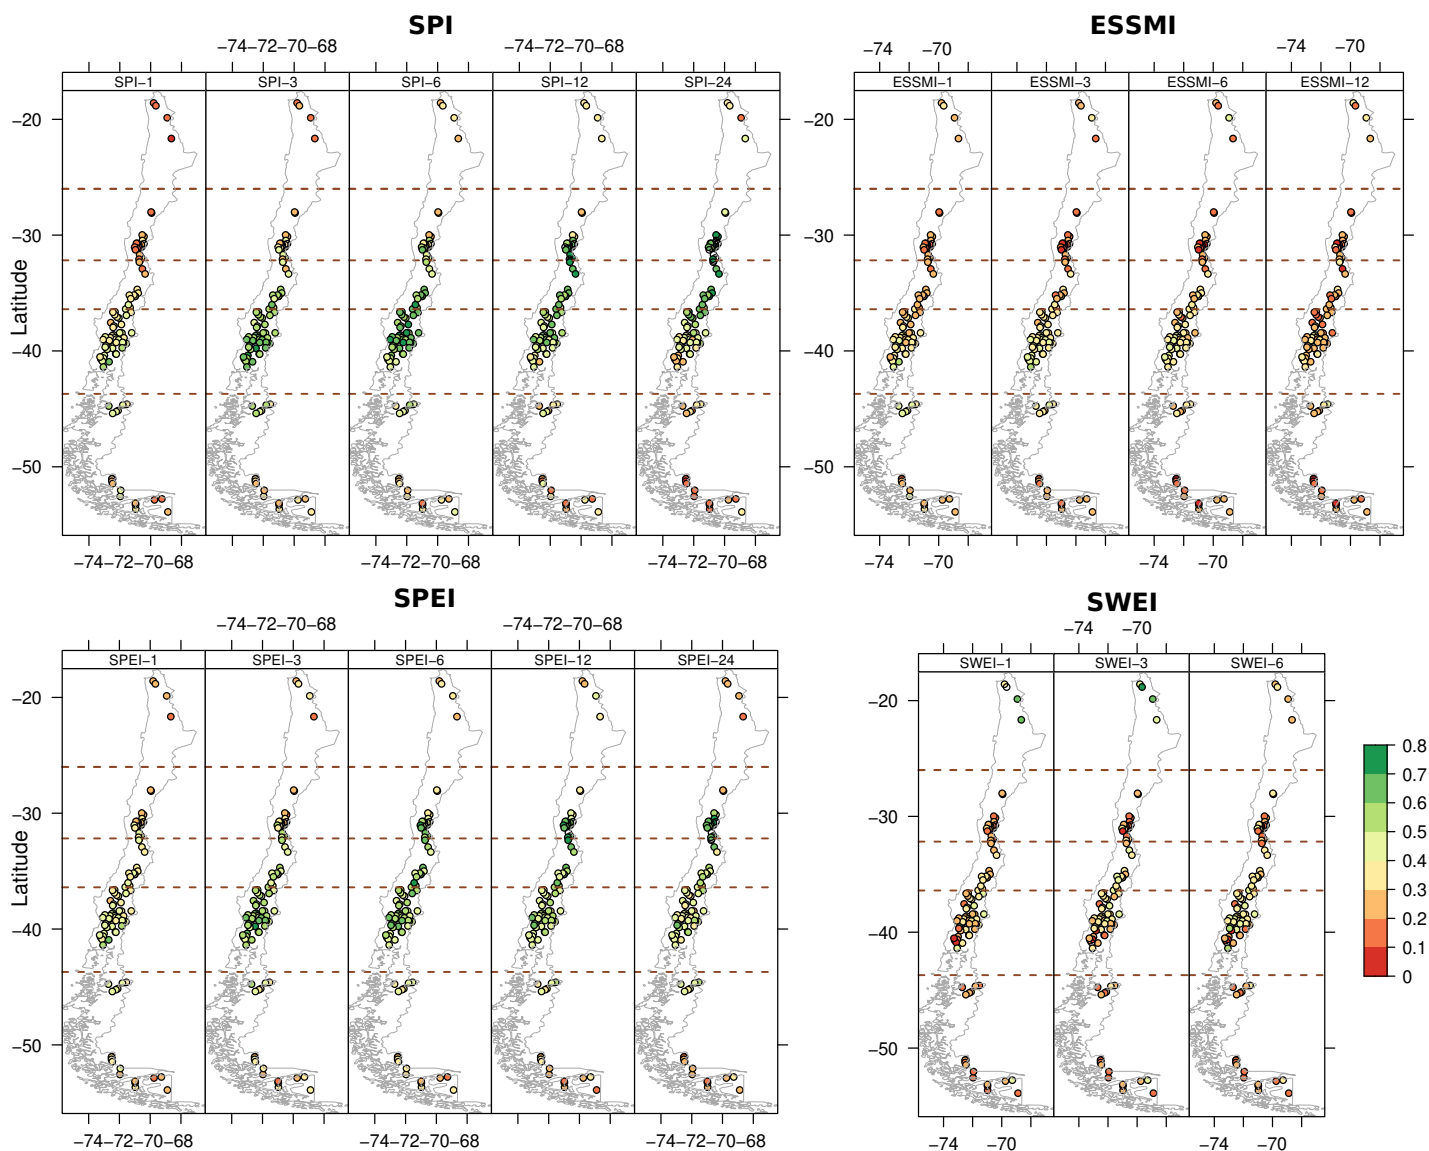 SPI
ESSMI
−74−72−70−68 −74−72−70−68
−74 −70 −74 −70
SPI−1 SPI−3 SPI−6 SPI−12 SPI−24
ESSMI−1 ESSMI−3 ESSMI−6 ESSMI−12
−20
−30
−40
−50
Latitude
−20
−30
−40
−50
−74−72−70−68 −74−72−70−68 −74−72−70−68
−74 −70 −74 −70
SPEI
SWEI
−74−72−70−68 −74−72−70−68
−74 −70
SPEI−1 SPEI−3 SPEI−6 SPEI−12 SPEI−24
SWEI−1 SWEI−3 SWEI−6
−20
−30
−40
−50
Latitude
−20
−30
−40
−50
0.8
0.7
0.6
0.5
0.4
0.3
0.2
0.1
0
−74−72−70−68 −74−72−70−68 −74−72−70−68
−74 −70 −74 −70